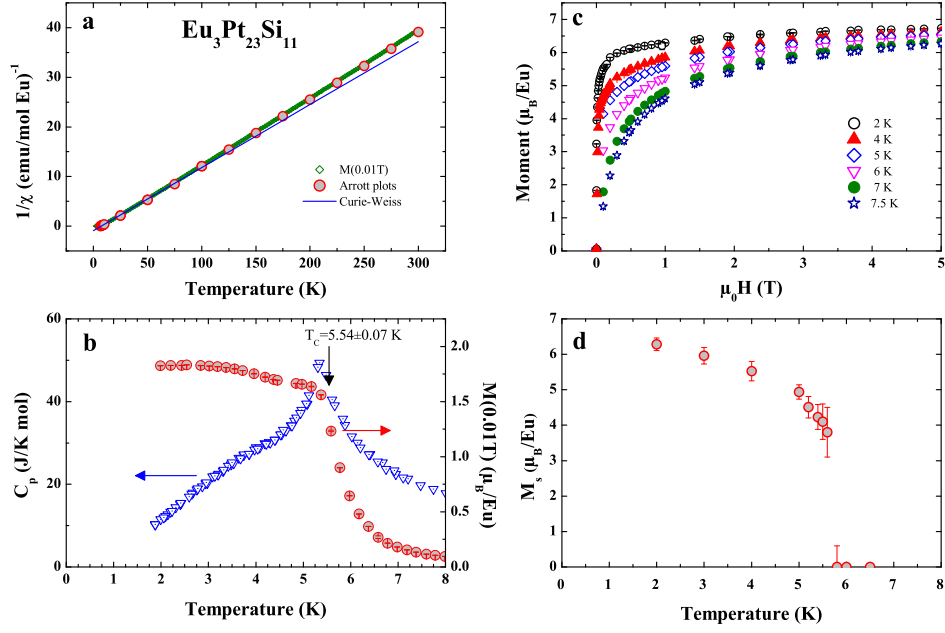 a
Eu3Pt23Si11
40
30
20
10
0
0 50 100 150 200 250 300
1/χ (emu/mol Eu)-1
Temperature (K)
M(0.01T)
Arrott plots
Curie-Weiss
c
7
6
5
4
3
2
1
0
0 1 2 3 4 5
Moment (μB/Eu)
μ0H (T)
2 K
4 K
5 K
6 K
7 K
7.5 K
b
TC=5.54±0.07 K
60
40
20
0
2.0
1.5
1.0
0.5
0.0
0 1 2 3 4 5 6 7 8
Cp (J/K mol)
M(0.01T) (μB/Eu)
Temperature (K)
d
6
5
4
3
2
1
0
0 1 2 3 4 5 6 7 8
Ms (μB/Eu)
Temperature (K)